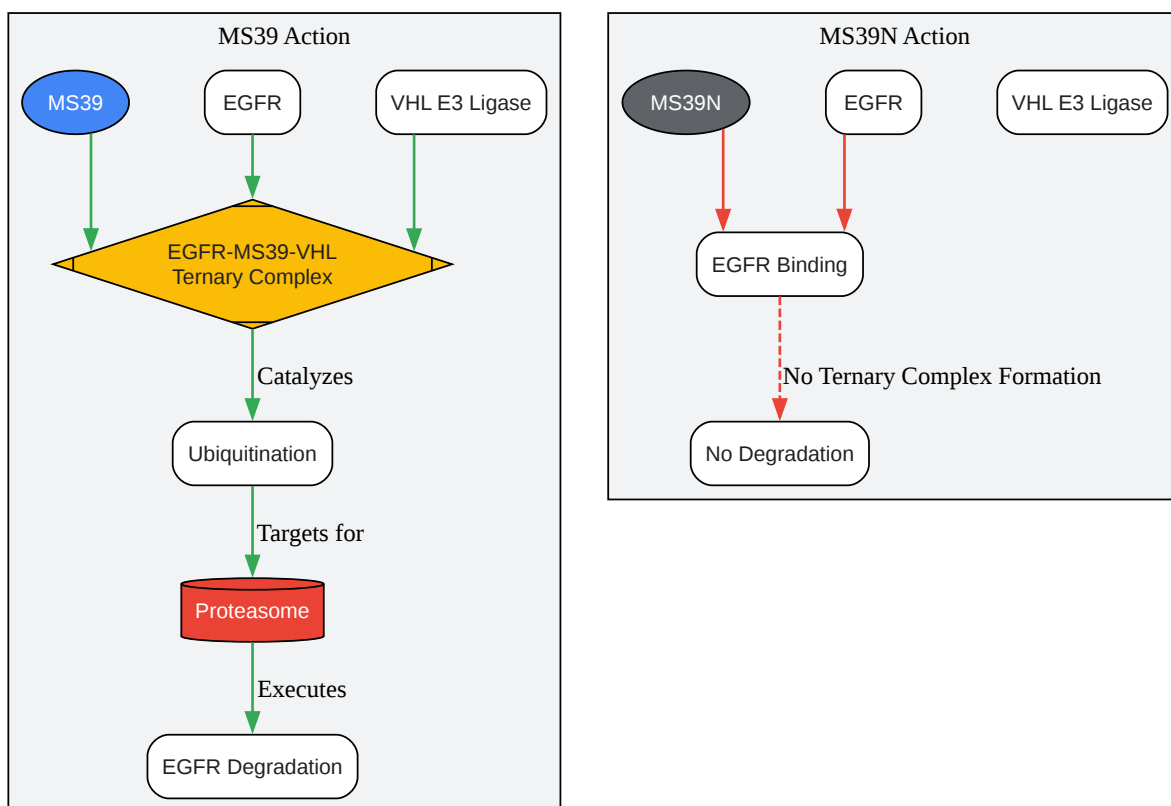 MS39 Action
MS39
EGFR
VHL E3 Ligase
EGFR-MS39-VHL
Ternary Complex
Catalyzes
Ubiquitination
Targets for
Proteasome
Executes
EGFR Degradation
MS39N Action
MS39N
EGFR
VHL E3 Ligase
EGFR Binding
No Ternary Complex Formation
No Degradation